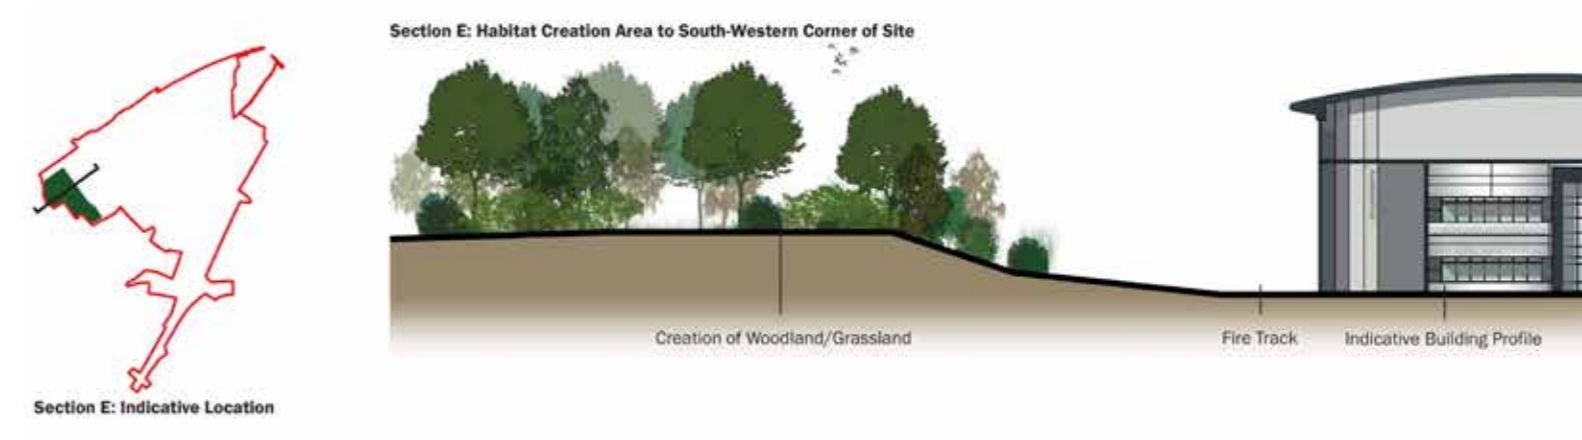 Section E: Habitat Creation Area to South-Western Corner of Site
Creation of Woodland/Grassland
Fire Track
Indicative Building Profile
Section E: Indicative Location